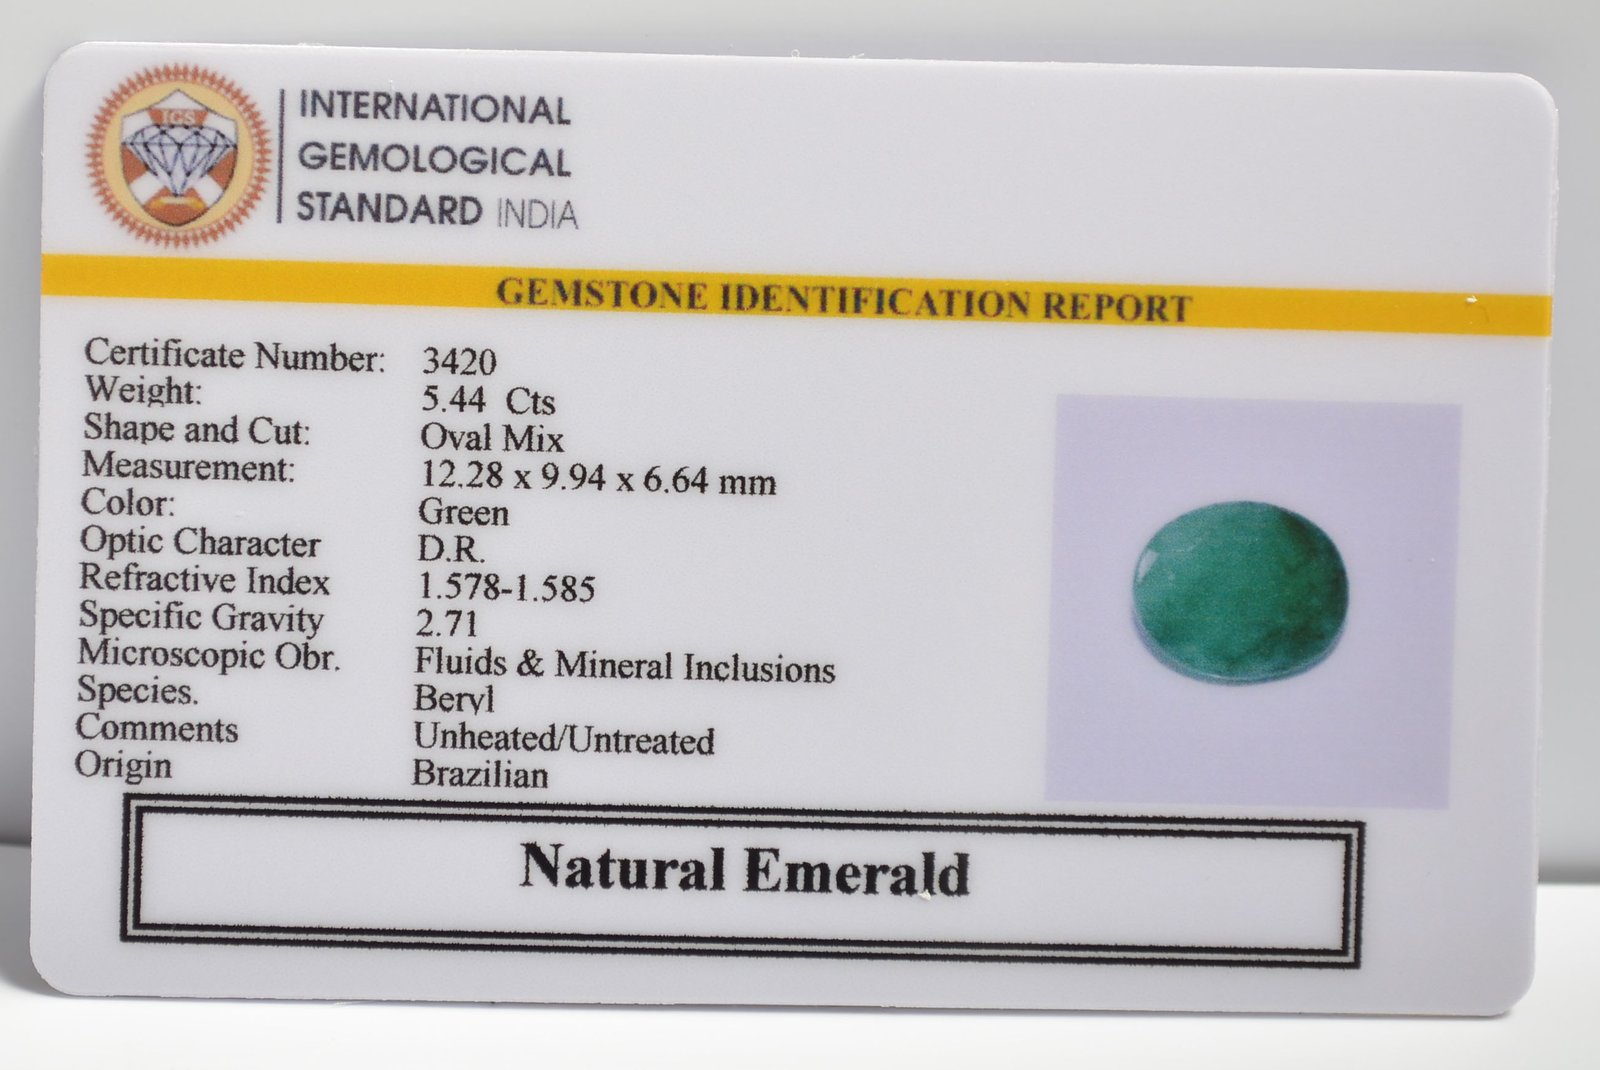 IGS
INTERNATIONAL
GEMOLOGICAL
STANDARD INDIA
GEMSTONE IDENTIFICATION REPORT
Certificate Number: 3420
Weight: 5.44 Cts
Shape and Cut: Oval Mix
Measurement: 12.28 x 9.94 x 6.64 mm
Color: Green
Optic Character D.R.
Refractive Index 1.578-1.585
Specific Gravity 2.71
Microscopic Obr. Fluids & Mineral Inclusions
Species. Beryl
Comments Unheated/Untreated
Origin Brazilian
Natural Emerald